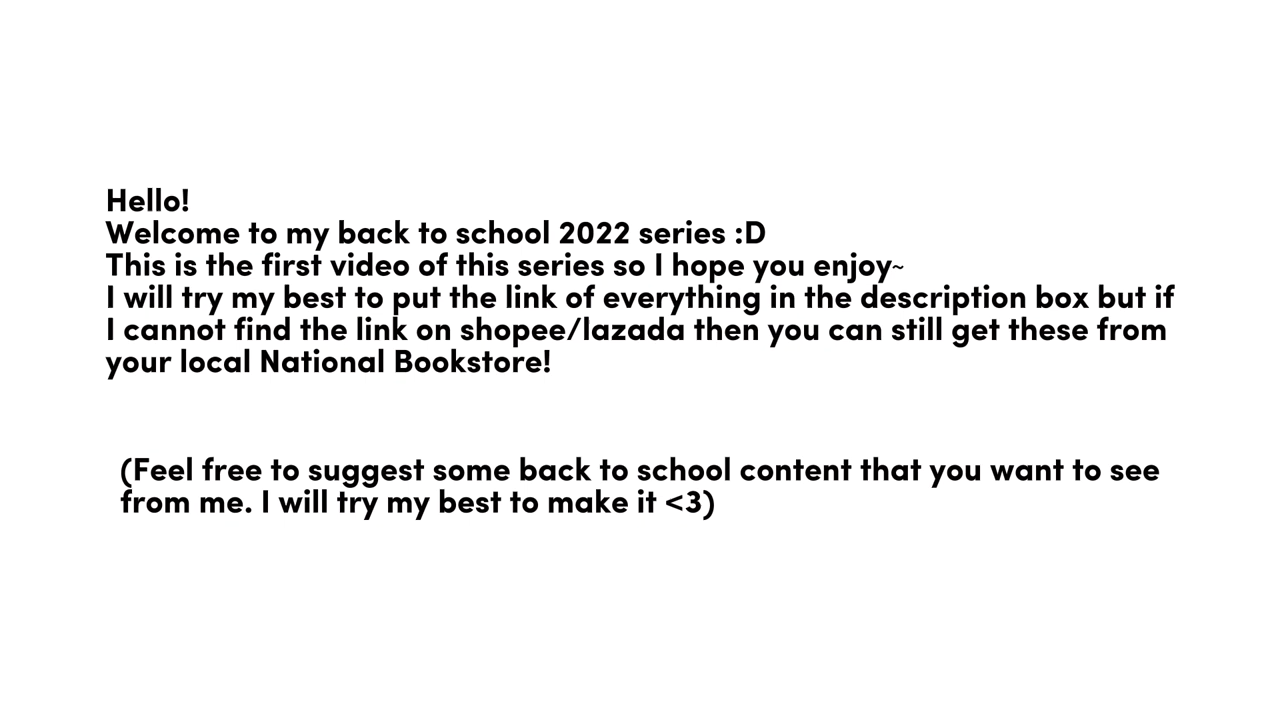 Hello!
Welcome to my back to school 2022 series :D
This is the first video of this series so I hope you enjoy~
I will try my best to put the link of everything in the description box but if
I cannot find the link on shopee/lazada then you can still get these from
your local National Bookstore!
(Feel free to suggest some back to school content that you want to see
from me. I will try my best to make it <3)